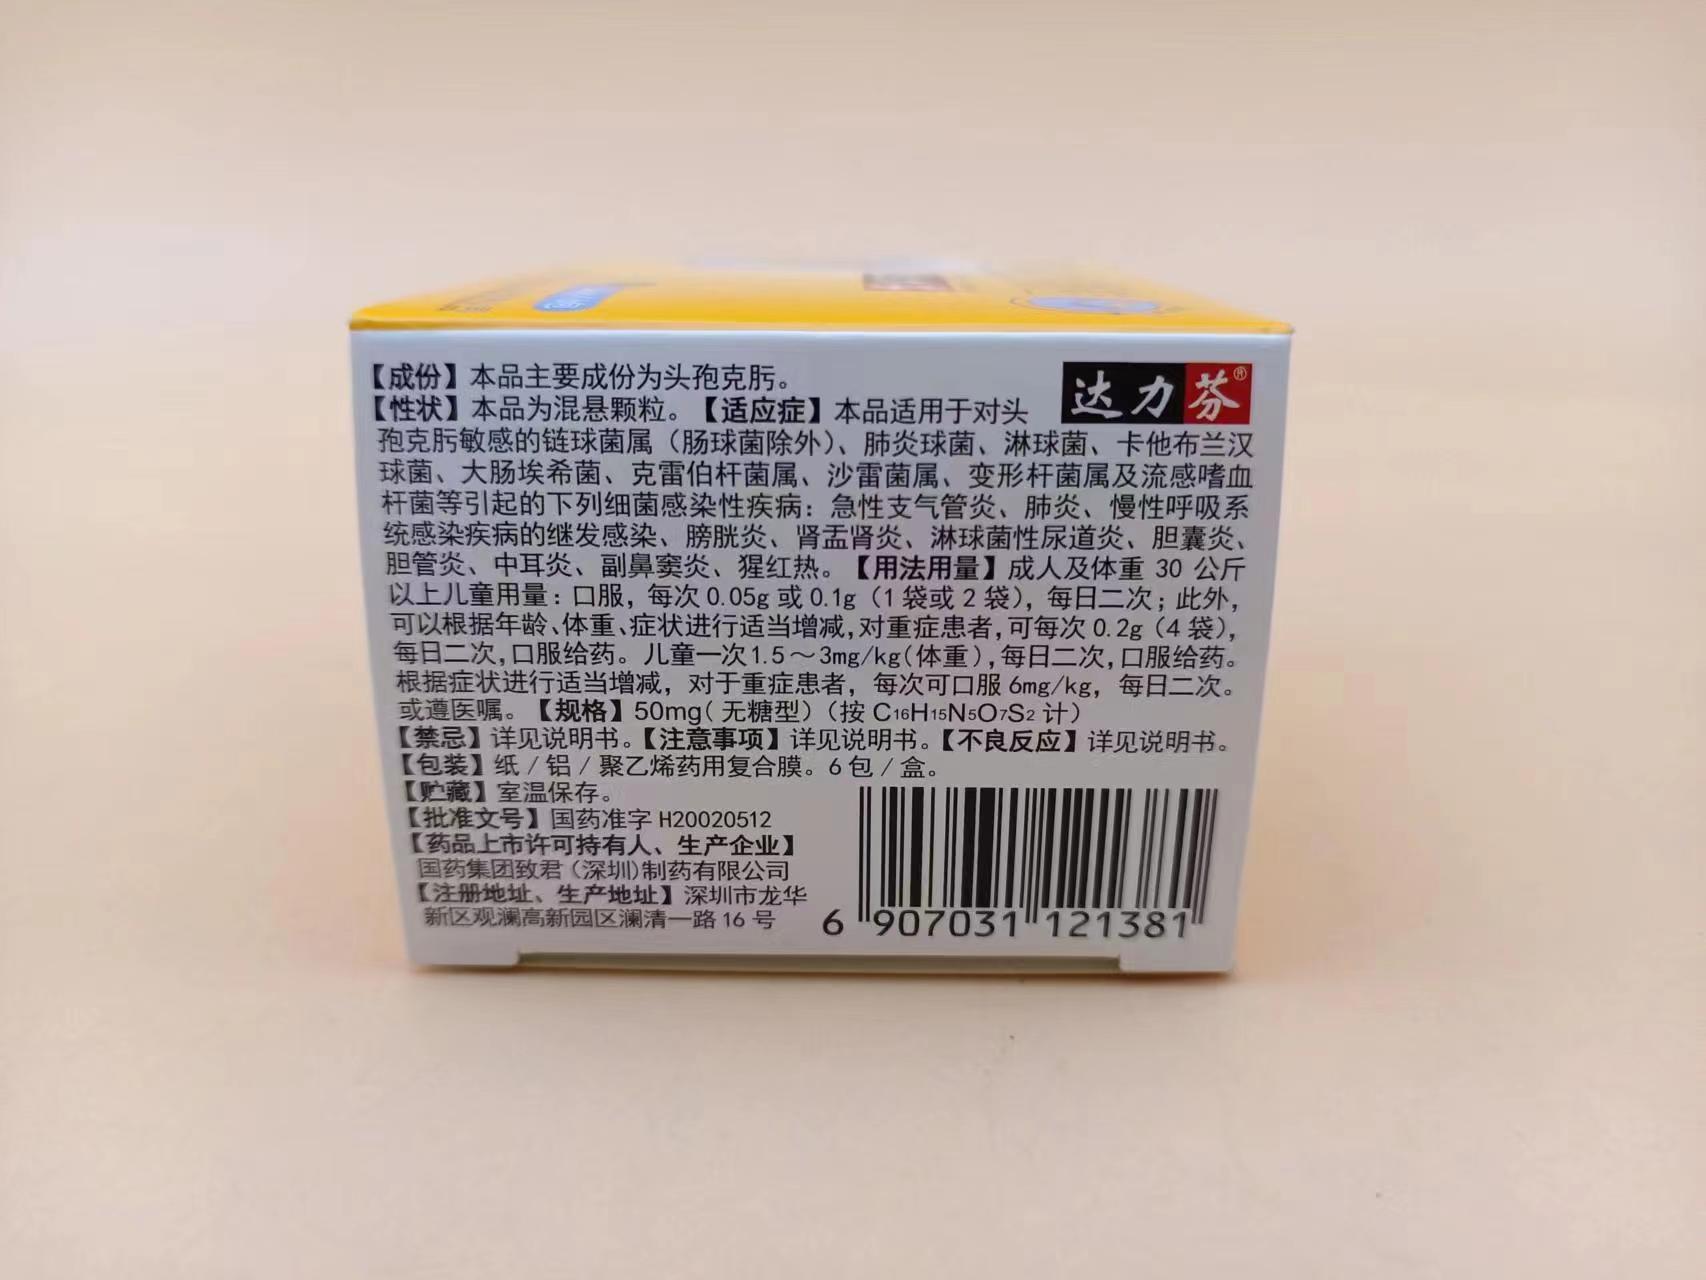 【成份】本品主要成份为头孢克肟。
达力芬®
【性状】本品为混悬颗粒。【适应症】本品适用于对头
孢克肟敏感的链球菌属（肠球菌除外）、肺炎球菌、淋球菌、卡他布兰汉
球菌、大肠埃希菌、克雷伯杆菌属、沙雷菌属、变形杆菌属及流感嗜血
杆菌等引起的下列细菌感染性疾病：急性支气管炎、肺炎、慢性呼吸系
统感染疾病的继发感染、膀胱炎、肾盂肾炎、淋球菌性尿道炎、胆囊炎、
胆管炎、中耳炎、副鼻窦炎、猩红热。【用法用量】成人及体重 30 公斤
以上儿童用量：口服，每次 0.05g 或 0.1g（1 袋或 2 袋），每日二次；此外，
可以根据年龄、体重、症状进行适当增减，对重症患者，可每次 0.2g（4 袋），
每日二次，口服给药。儿童一次1.5～3mg/kg（体重），每日二次，口服给药。
根据症状进行适当增减，对于重症患者，每次可口服 6mg/kg，每日二次。
或遵医嘱。【规格】50mg（无糖型）（按 C16H15N5O7S2 计）
【禁忌】详见说明书。【注意事项】详见说明书。【不良反应】详见说明书。
【包装】纸/铝/聚乙烯药用复合膜。6 包/盒。
【贮藏】室温保存。
【批准文号】国药准字 H20020512
【药品上市许可持有人、生产企业】
国药集团致君（深圳）制药有限公司
【注册地址、生产地址】深圳市龙华
新区观澜高新园区澜清一路 16 号
6 907031 121381